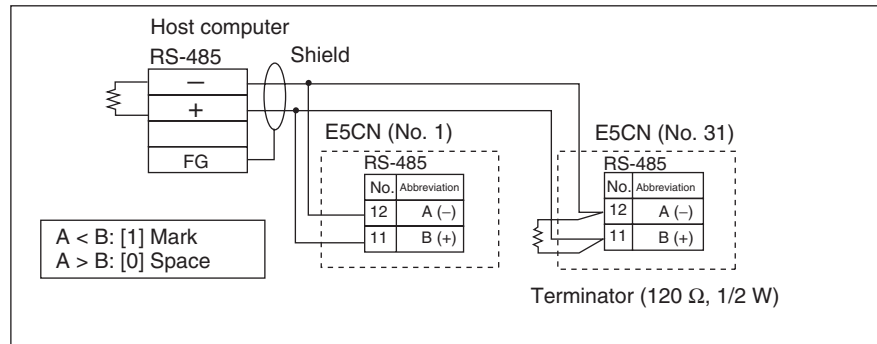 Host computer
RS-485
Shield
−
+
FG
E5CN (No. 1)
RS-485
No. Abbreviation
12 A (−)
11 B (+)
E5CN (No. 31)
RS-485
No. Abbreviation
12 A (−)
11 B (+)
A < B: [1] Mark
A > B: [0] Space
Terminator (120 Ω, 1/2 W)